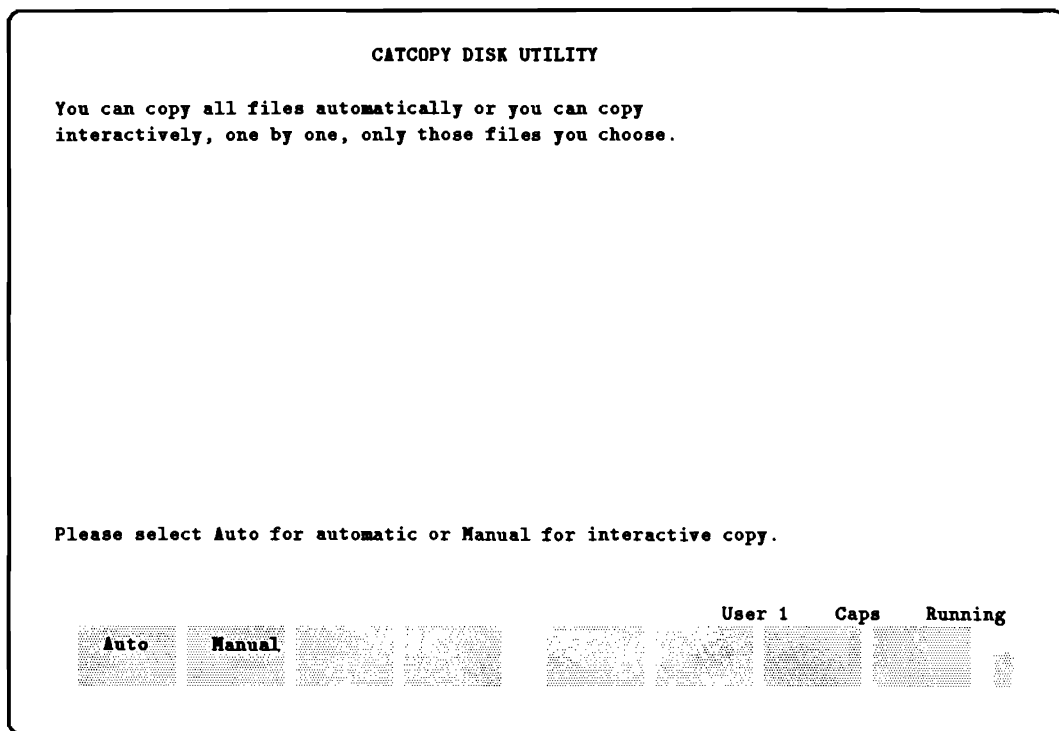 CATCOPY DISK UTILITY
You can copy all files automatically or you can copy
interactively, one by one, only those files you choose.
Please select Auto for automatic or Manual for interactive copy.
User 1 Caps Running
Auto Manual